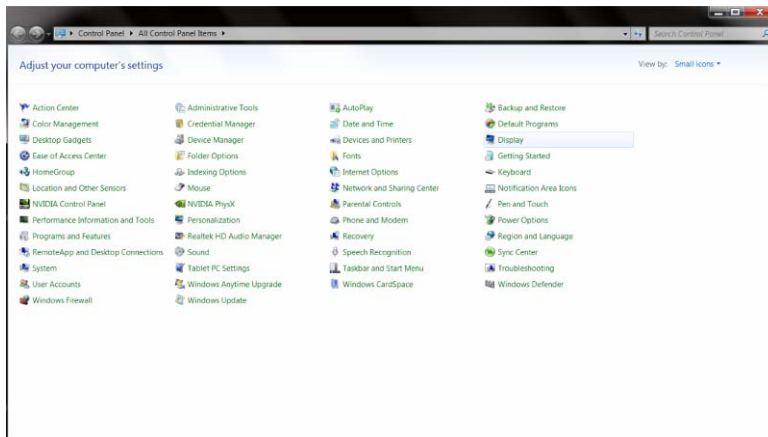 Control Panel ▸ All Control Panel Items ▸ Search Control Panel
Adjust your computer's settings View by: Small icons
Action Center Administrative Tools AutoPlay Backup and Restore
Color Management Credential Manager Date and Time Default Programs
Desktop Gadgets Device Manager Devices and Printers Display
Ease of Access Center Folder Options Fonts Getting Started
HomeGroup Indexing Options Internet Options Keyboard
Location and Other Sensors Mouse Network and Sharing Center Notification Area Icons
NVIDIA Control Panel NVIDIA PhysX Parental Controls Pen and Touch
Performance Information and Tools Personalization Phone and Modem Power Options
Programs and Features Realtek HD Audio Manager Recovery Region and Language
RemoteApp and Desktop Connections Sound Speech Recognition Sync Center
System Tablet PC Settings Taskbar and Start Menu Troubleshooting
User Accounts Windows Anytime Upgrade Windows CardSpace Windows Defender
Windows Firewall Windows Update